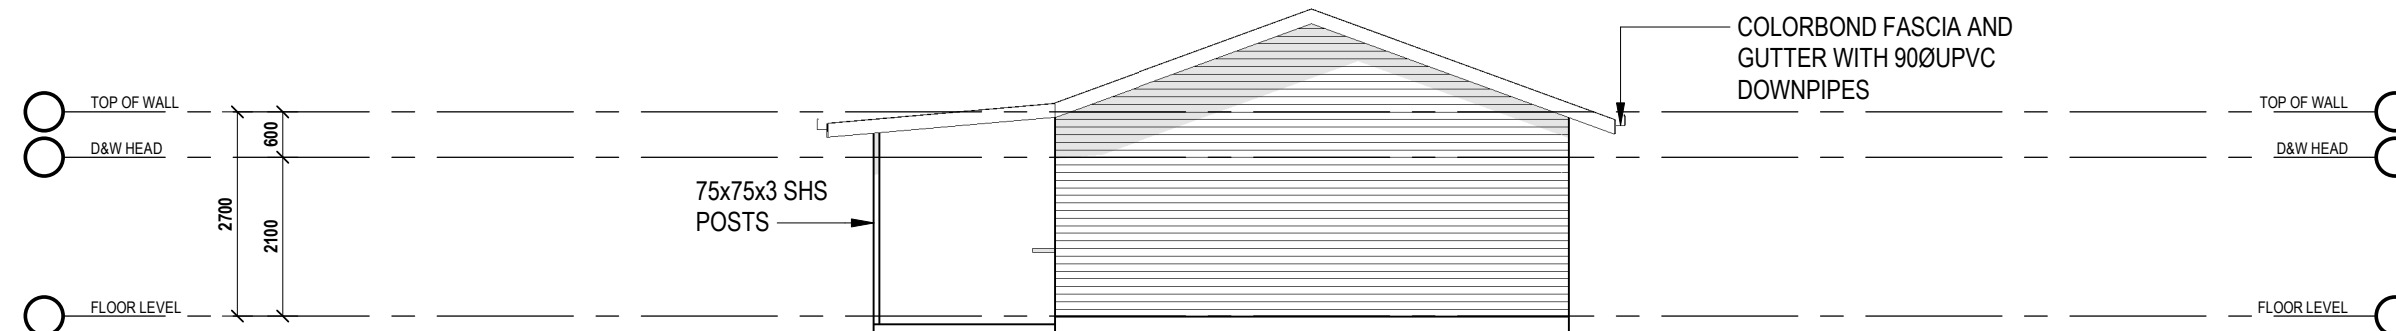 COLORBOND FASCIA AND
GUTTER WITH 90ØUPVC
DOWNPIPES
TOP OF WALL
TOP OF WALL
600
D&W HEAD
D&W HEAD
75x75x3 SHS
POSTS
2700
2100
FLOOR LEVEL
FLOOR LEVEL